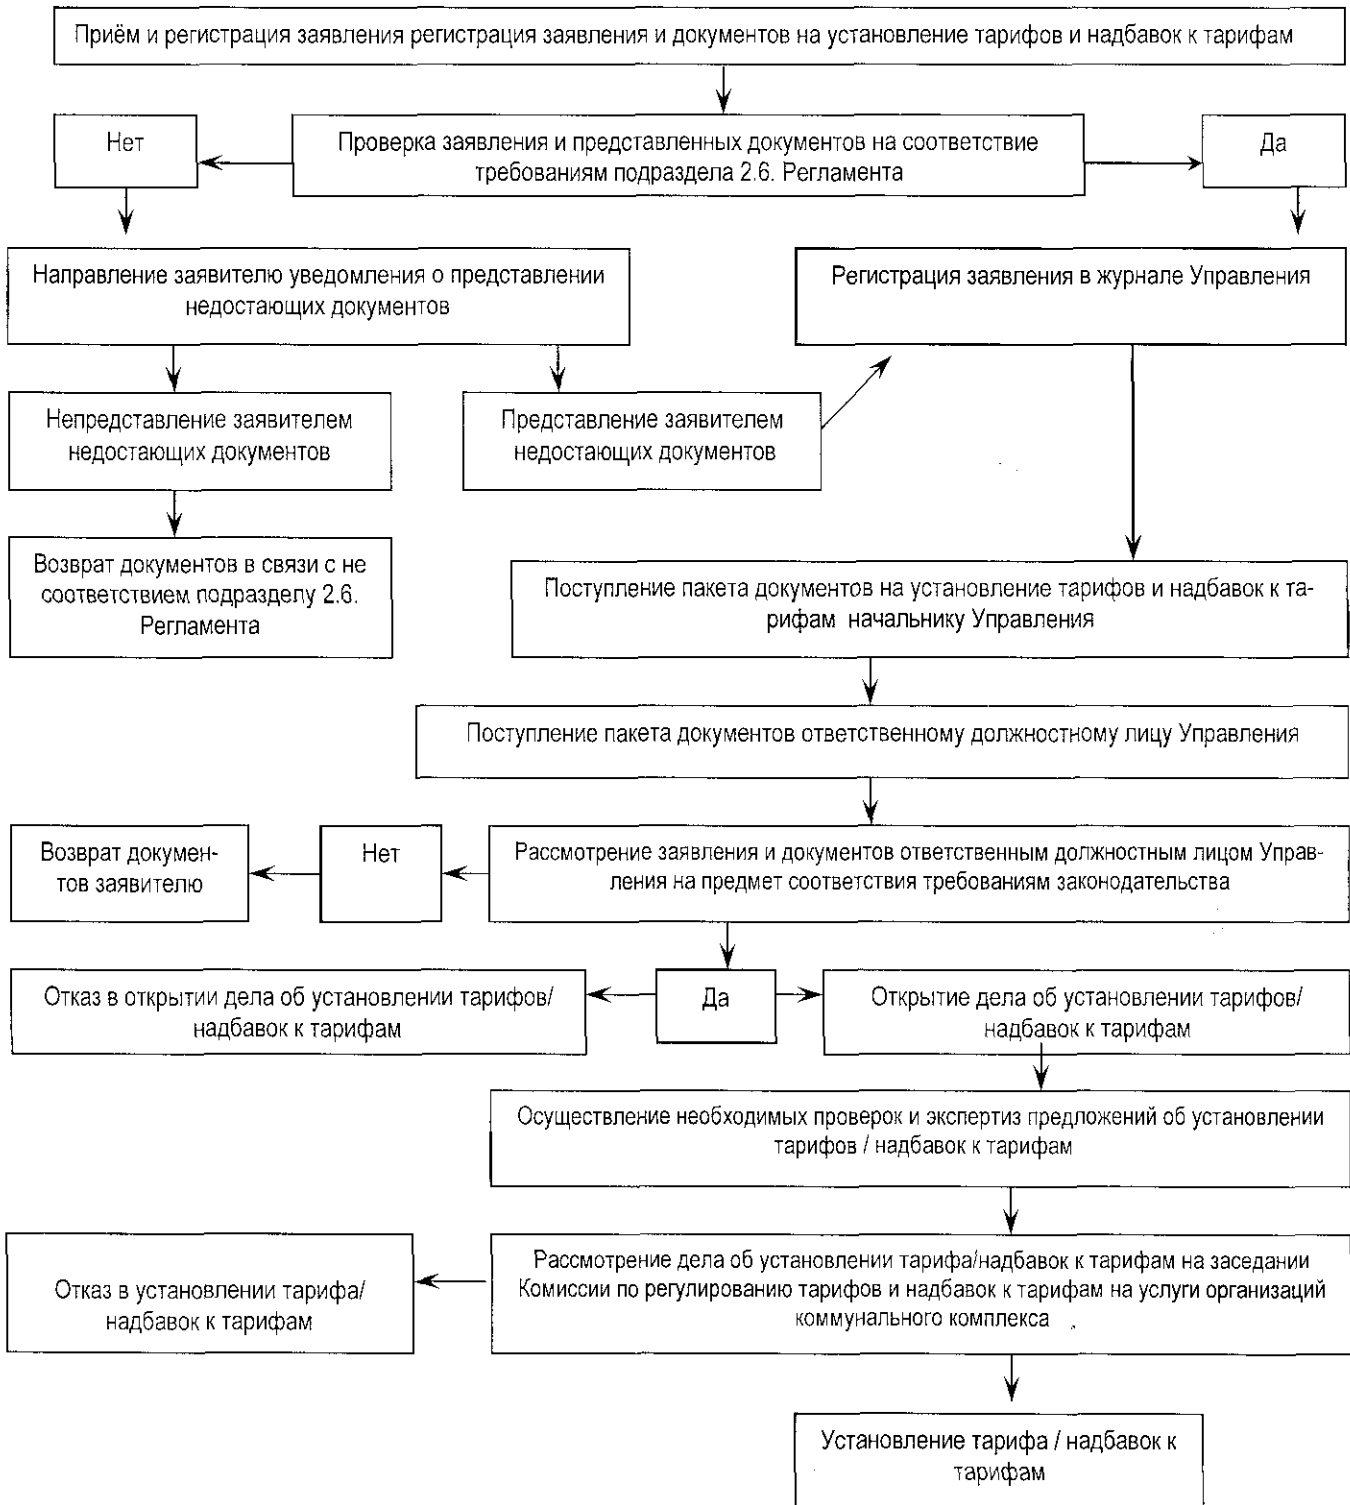 Приём и регистрация заявления регистрация заявления и документов на установление тарифов и надбавок к тарифам
Нет
Проверка заявления и представленных документов на соответствие
требованиям подраздела 2.6. Регламента
Да
Направление заявителю уведомления о представлении
недостающих документов
Регистрация заявления в журнале Управления
Непредставление заявителем
недостающих документов
Представление заявителем
недостающих документов
Возврат документов в связи с не
соответствием подразделу 2.6.
Регламента
Поступление пакета документов на установление тарифов и надбавок к та-
рифам начальнику Управления
Поступление пакета документов ответственному должностному лицу Управления
Возврат докумен-
тов заявителю
Нет
Рассмотрение заявления и документов ответственным должностным лицом Управ-
ления на предмет соответствия требованиям законодательства
Отказ в открытии дела об установлении тарифов/
надбавок к тарифам
Да
Открытие дела об установлении тарифов/
надбавок к тарифам
Осуществление необходимых проверок и экспертиз предложений об установлении
тарифов / надбавок к тарифам
Отказ в установлении тарифа/
надбавок к тарифам
Рассмотрение дела об установлении тарифа/надбавок к тарифам на заседании
Комиссии по регулированию тарифов и надбавок к тарифам на услуги организаций
коммунального комплекса
Установление тарифа / надбавок к
тарифам